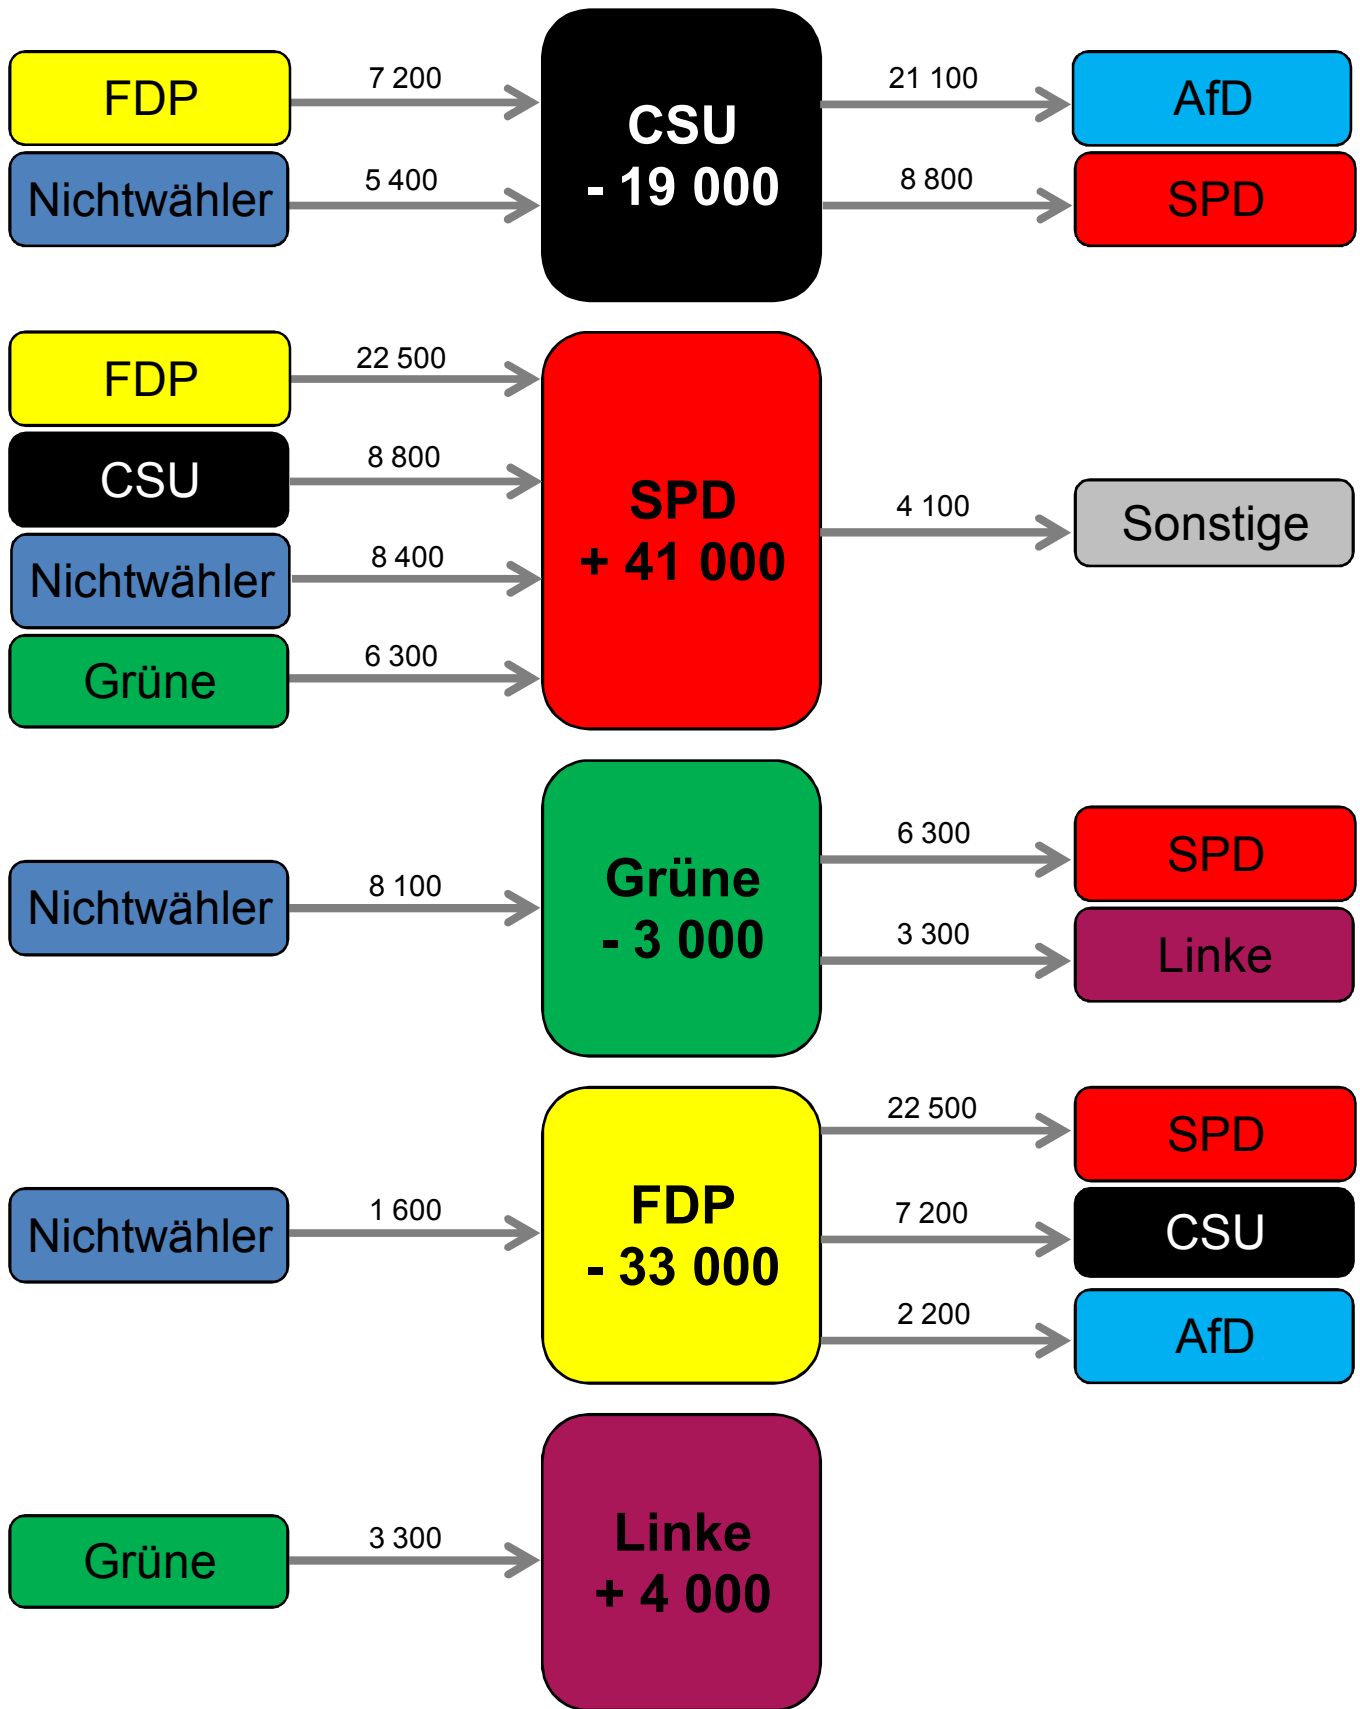 FDP
7 200
CSU
- 19 000
21 100
AfD
Nichtwähler
5 400
8 800
SPD
FDP
22 500
CSU
8 800
SPD
+ 41 000
4 100
Sonstige
Nichtwähler
8 400
Grüne
6 300
Nichtwähler
8 100
Grüne
- 3 000
6 300
SPD
3 300
Linke
Nichtwähler
1 600
FDP
- 33 000
22 500
SPD
7 200
CSU
2 200
AfD
Grüne
3 300
Linke
+ 4 000